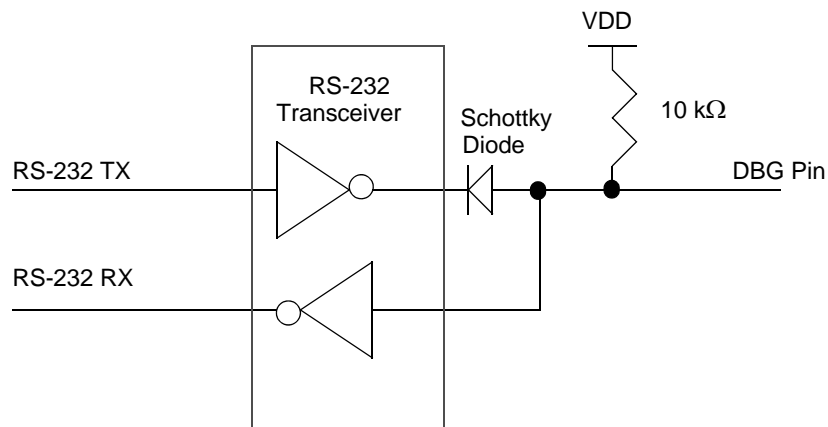 VDD
RS-232
Transceiver
Schottky
Diode
10 kΩ
RS-232 TX
DBG Pin
RS-232 RX